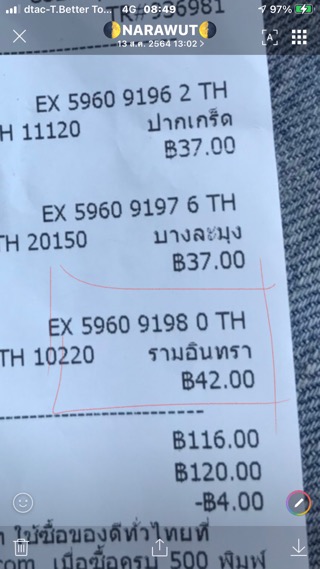 dtac-T.Better To... 4G 08:49 97%
NARAWUT
13 ส.ค. 2564 13:02
EX 5960 9196 2 TH
TH 11120 ปากเกร็ด
฿37.00
EX 5960 9197 6 TH
TH 20150 บางละมุง
฿37.00
EX 5960 9198 0 TH
TH 10220 รามอินทรา
฿42.00
฿116.00
฿120.00
-฿4.00
ใช้ซื้อของดีทั่วไทยที่
เมื่อซื้อครบ 500 พิมพ์